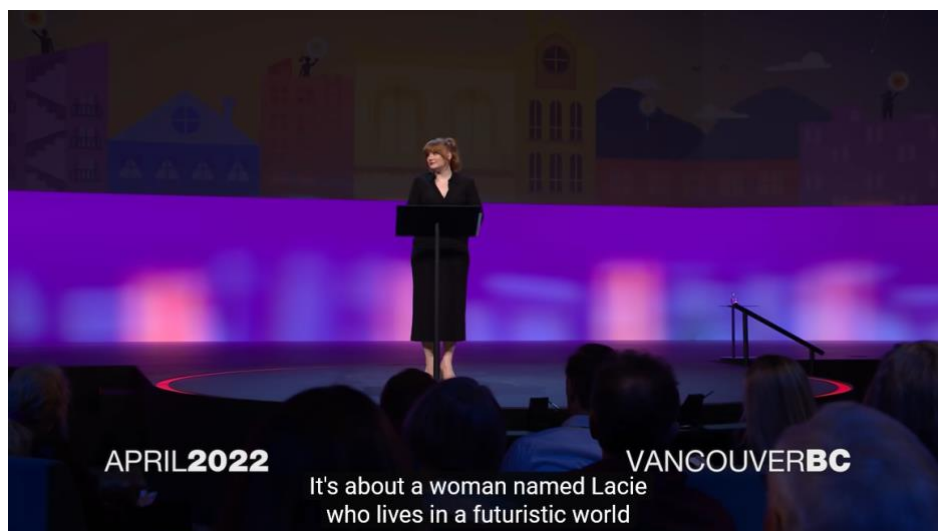 APRIL2022
VANCOUVERBC
It's about a woman named Lacie
who lives in a futuristic world